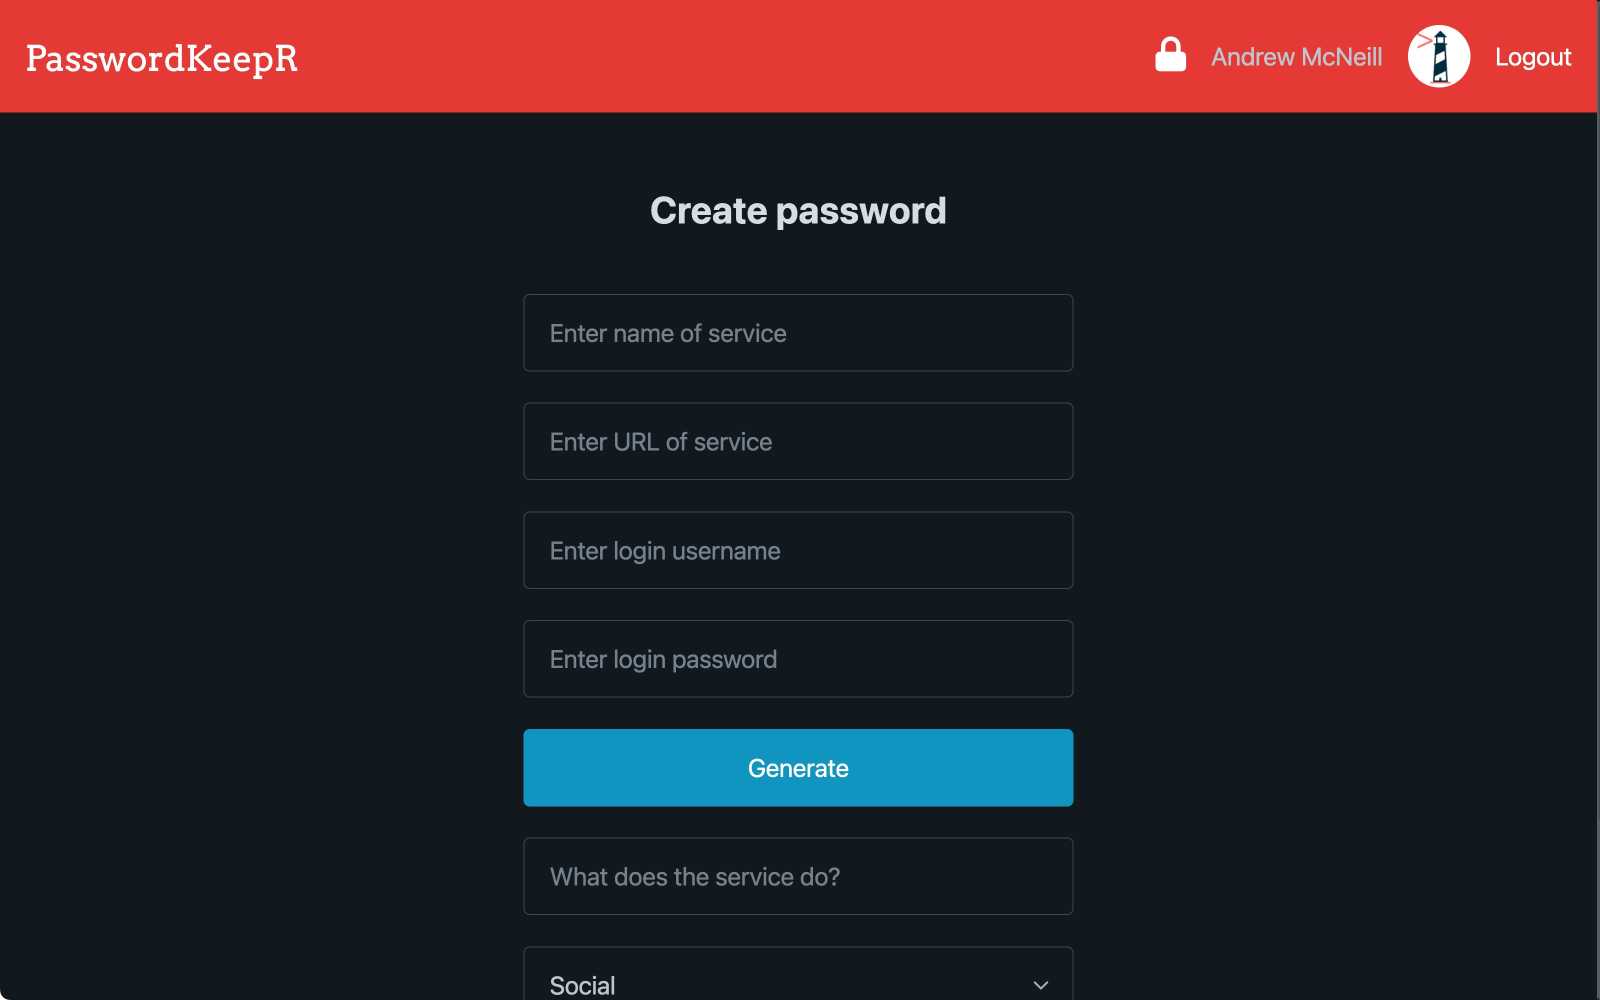 PasswordKeepR
Andrew McNeill
Logout
Create password
Enter name of service
Enter URL of service
Enter login username
Enter login password
Generate
What does the service do?
Social